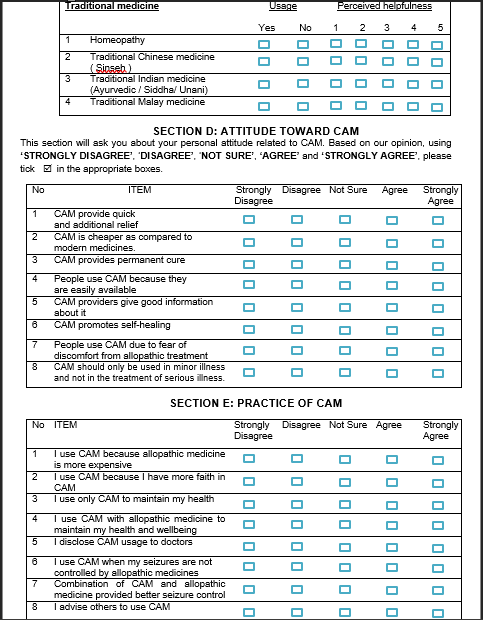 Traditional medicine Usage Perceived helpfulness
Yes No 1 2 3 4 5
1 Homeopathy
2 Traditional Chinese medicine
( Sinseh )
3 Traditional Indian medicine
(Ayurvedic / Siddha/ Unani)
4 Traditional Malay medicine
SECTION D: ATTITUDE TOWARD CAM
This section will ask you about your personal attitude related to CAM. Based on our opinion, using
'STRONGLY DISAGREE', 'DISAGREE', 'NOT SURE', 'AGREE' and 'STRONGLY AGREE', please
tick ☑ in the appropriate boxes.
No ITEM Strongly Disagree Not Sure Agree Strongly
Disagree Agree
1 CAM provide quick
and additional relief
2 CAM is cheaper as compared to
modern medicines.
3 CAM provides permanent cure
4 People use CAM because they
are easily available
5 CAM providers give good information
about it
6 CAM promotes self-healing
7 People use CAM due to fear of
discomfort from allopathic treatment
8 CAM should only be used in minor illness
and not in the treatment of serious illness.
SECTION E: PRACTICE OF CAM
No ITEM Strongly Disagree Not Sure Agree Strongly
Disagree Agree
1 I use CAM because allopathic medicine
is more expensive
2 I use CAM because I have more faith in
CAM
3 I use only CAM to maintain my health
4 I use CAM with allopathic medicine to
maintain my health and wellbeing
5 I disclose CAM usage to doctors
6 I use CAM when my seizures are not
controlled by allopathic medicines
7 Combination of CAM and allopathic
medicine provided better seizure control
8 I advise others to use CAM